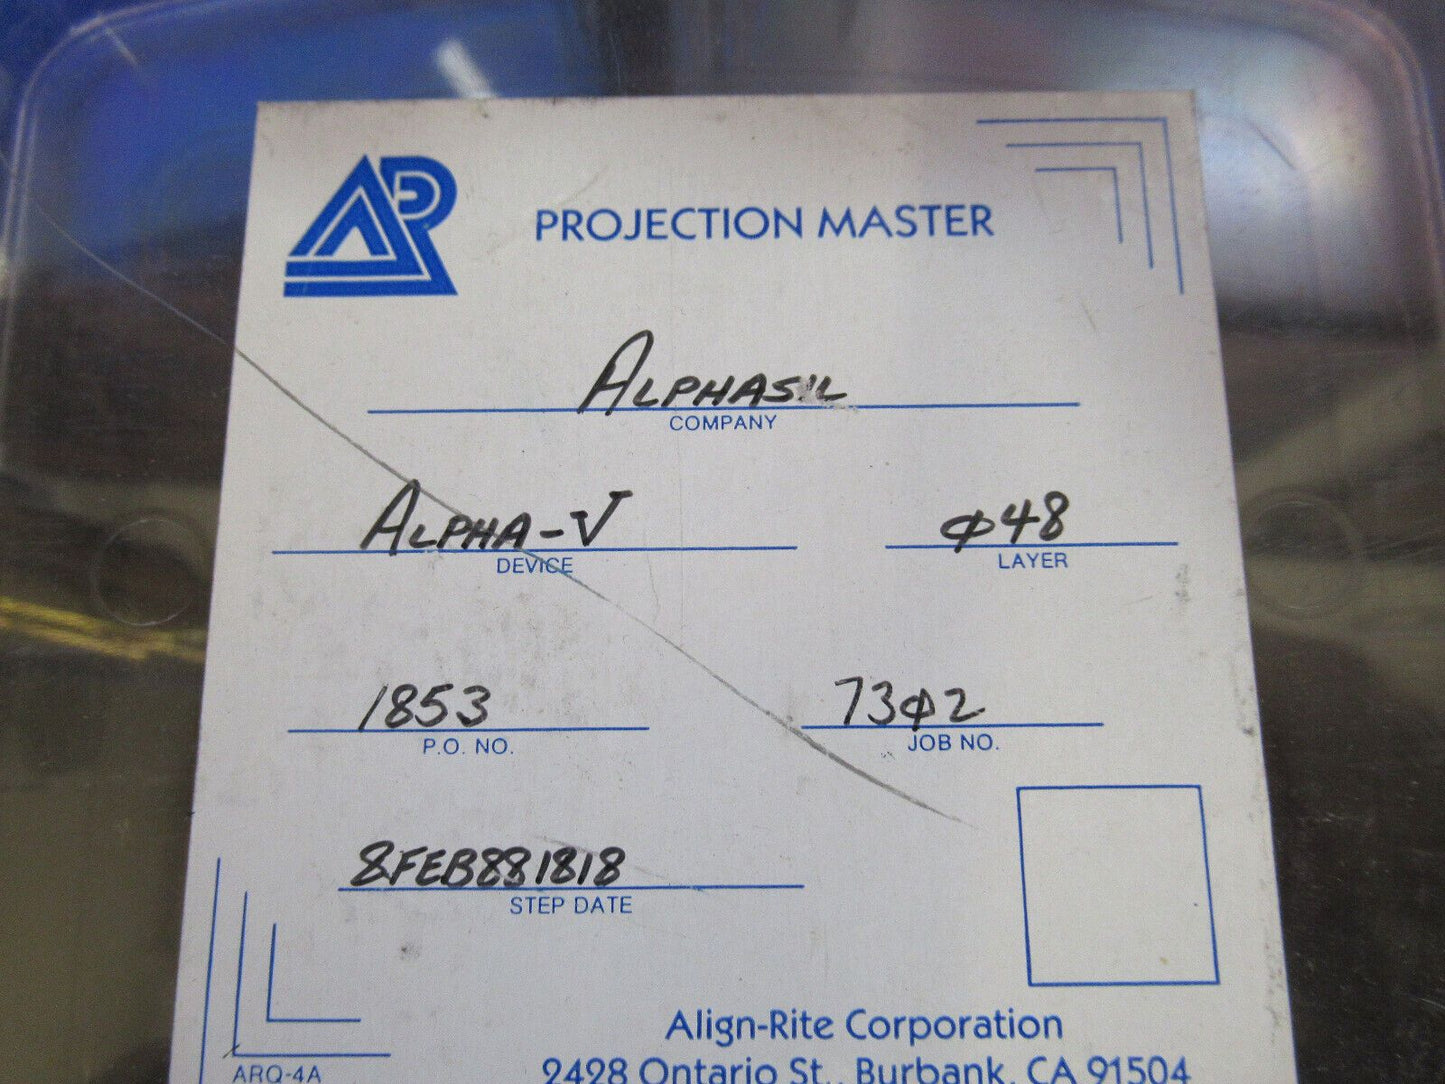 AR PROJECTION MASTER
ALPHASIL
COMPANY
ALPHA-V φ48
DEVICE LAYER
1853 73φ2
P.O. NO. JOB NO.
8FEB881818
STEP DATE
Align-Rite Corporation
2428 Ontario St., Burbank, CA 91504
ARQ-4A